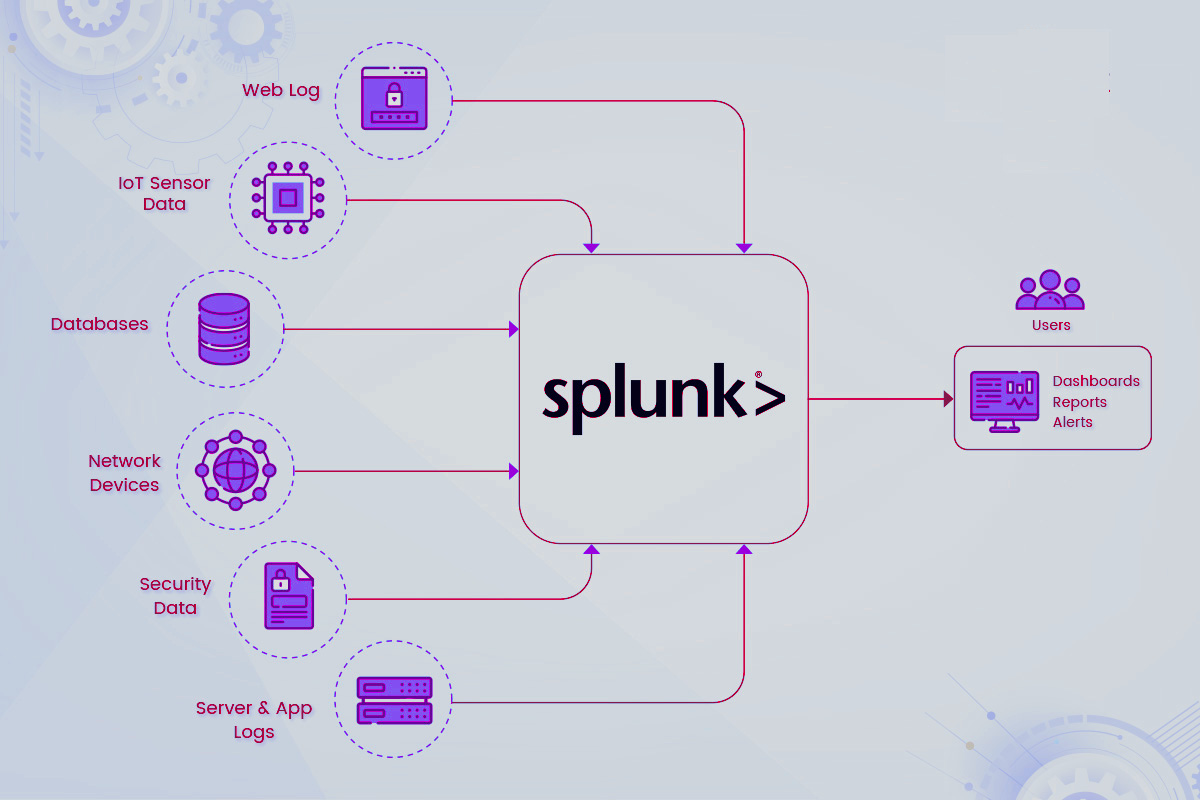 Web Log
IoT Sensor
Data
Databases
Network
Devices
Security
Data
Server & App
Logs
splunk>®
Users
Dashboards
Reports
Alerts